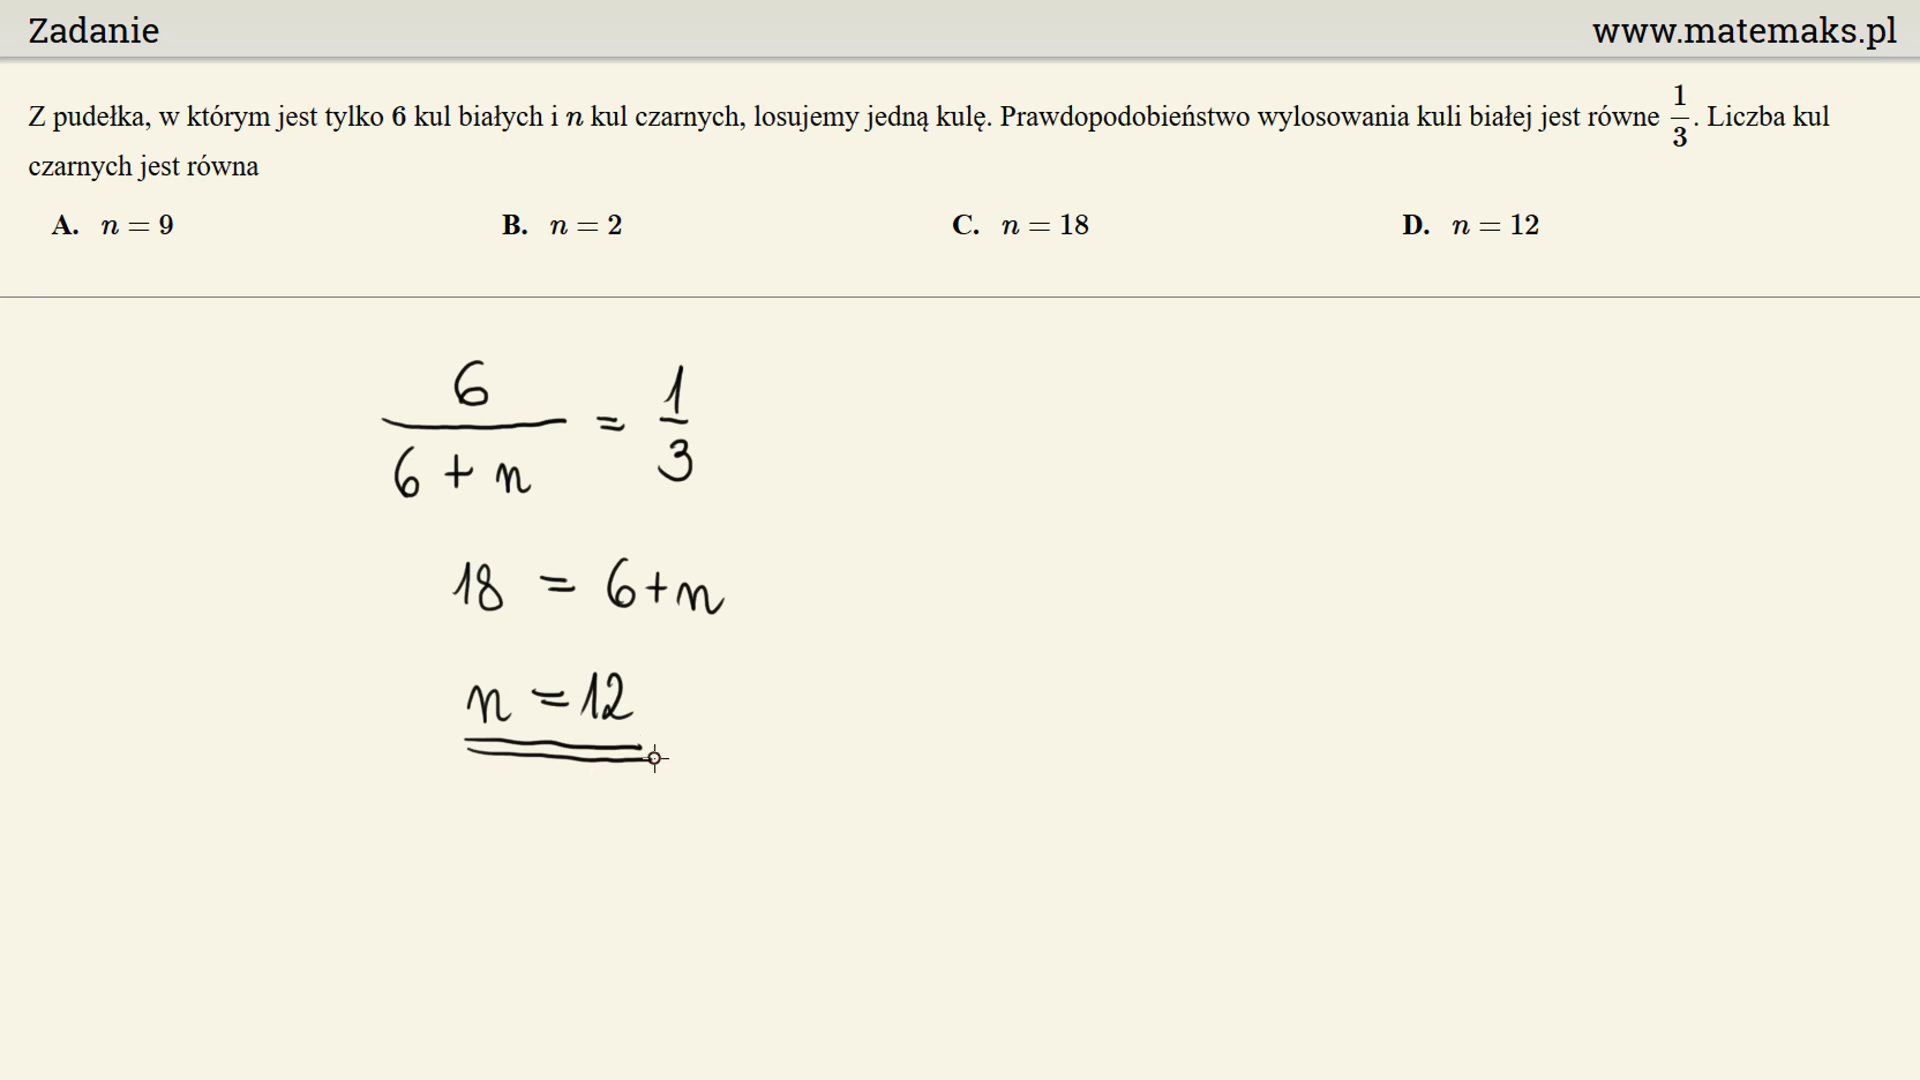 Zadanie www.matemaks.pl
Z pudełka, w którym jest tylko 6 kul białych i n kul czarnych, losujemy jedną kulę. Prawdopodobieństwo wylosowania kuli białej jest równe 1/3. Liczba kul
czarnych jest równa
A. n = 9 B. n = 2 C. n = 18 D. n = 12
6/(6 + n) = 1/3
18 = 6+n
n = 12